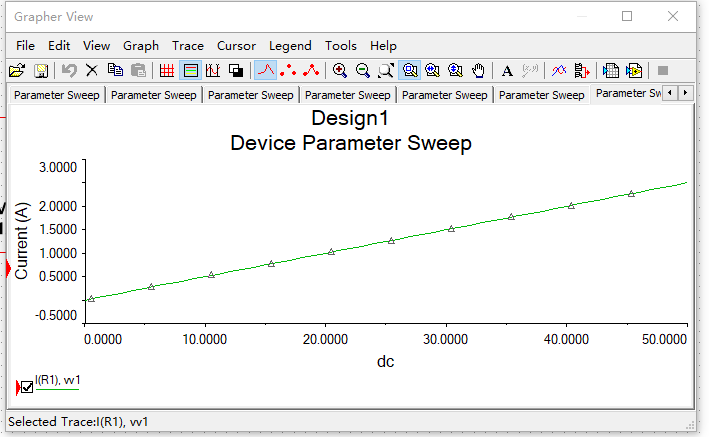 Grapher View
File Edit View Graph Trace Cursor Legend Tools Help
A
Parameter Sweep Parameter Sweep Parameter Sweep Parameter Sweep Parameter Sweep Parameter Sweep Parameter Sw
Design1
Device Parameter Sweep
3.0000
2.0000
1.5000
1.0000
0.5000
-0.5000
Current (A)
0.0000 10.0000 20.0000 30.0000 40.0000 50.0000
dc
I(R1), vv1
Selected Trace:I(R1), vv1